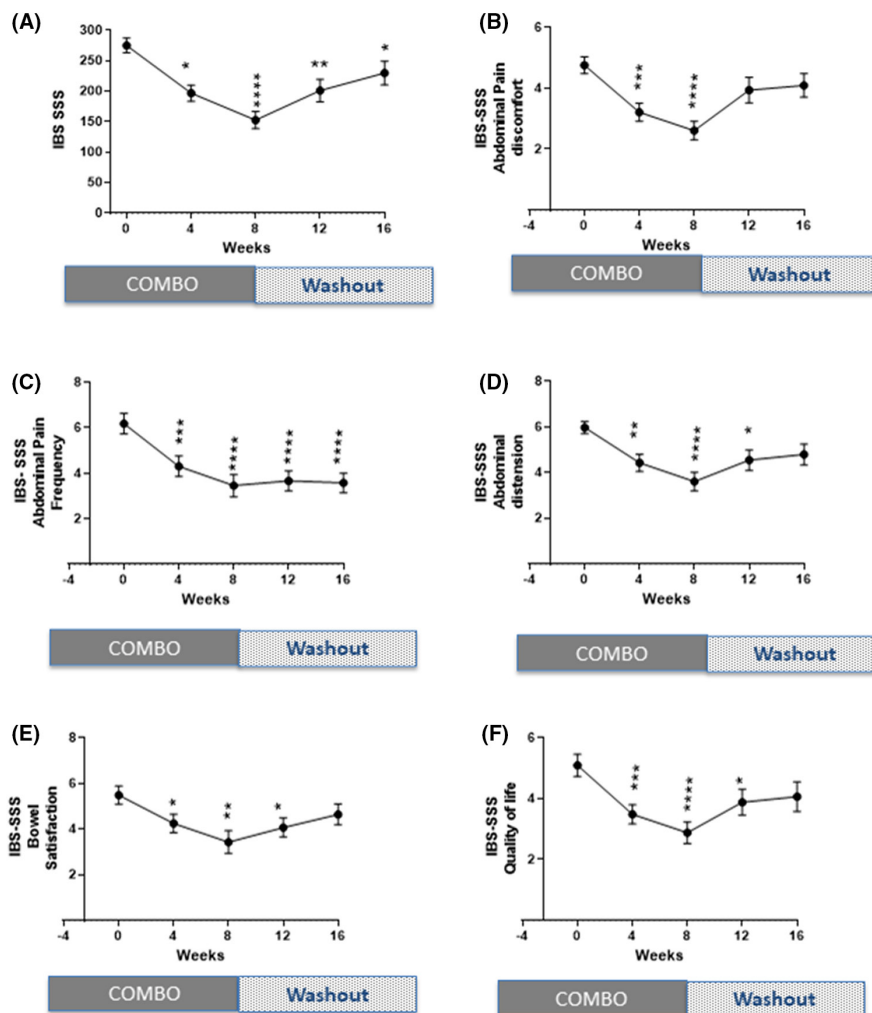 (A)
300
250
200
150
100
50
0
IBS SSS
*
****
**
*
0 4 8 12 16
Weeks
COMBO Washout
(B)
6
4
2
IBS-SSS
Abdominal Pain
discomfort
***
****
-4 0 4 8 12 16
Weeks
COMBO Washout
(C)
8
6
4
2
IBS- SSS
Abdominal Pain
Frequency
***
****
****
****
-4 0 4 8 12 16
Weeks
COMBO Washout
(D)
8
6
4
2
IBS-SSS
Abdominal
distension
**
****
*
-4 0 4 8 12 16
Weeks
COMBO Washout
(E)
8
6
4
2
IBS-SSS
Bowel
Satisfaction
*
**
*
-4 0 4 8 12 16
Weeks
COMBO Washout
(F)
6
4
2
IBS-SSS
Quality of life
***
****
*
-4 0 4 8 12 16
Weeks
COMBO Washout